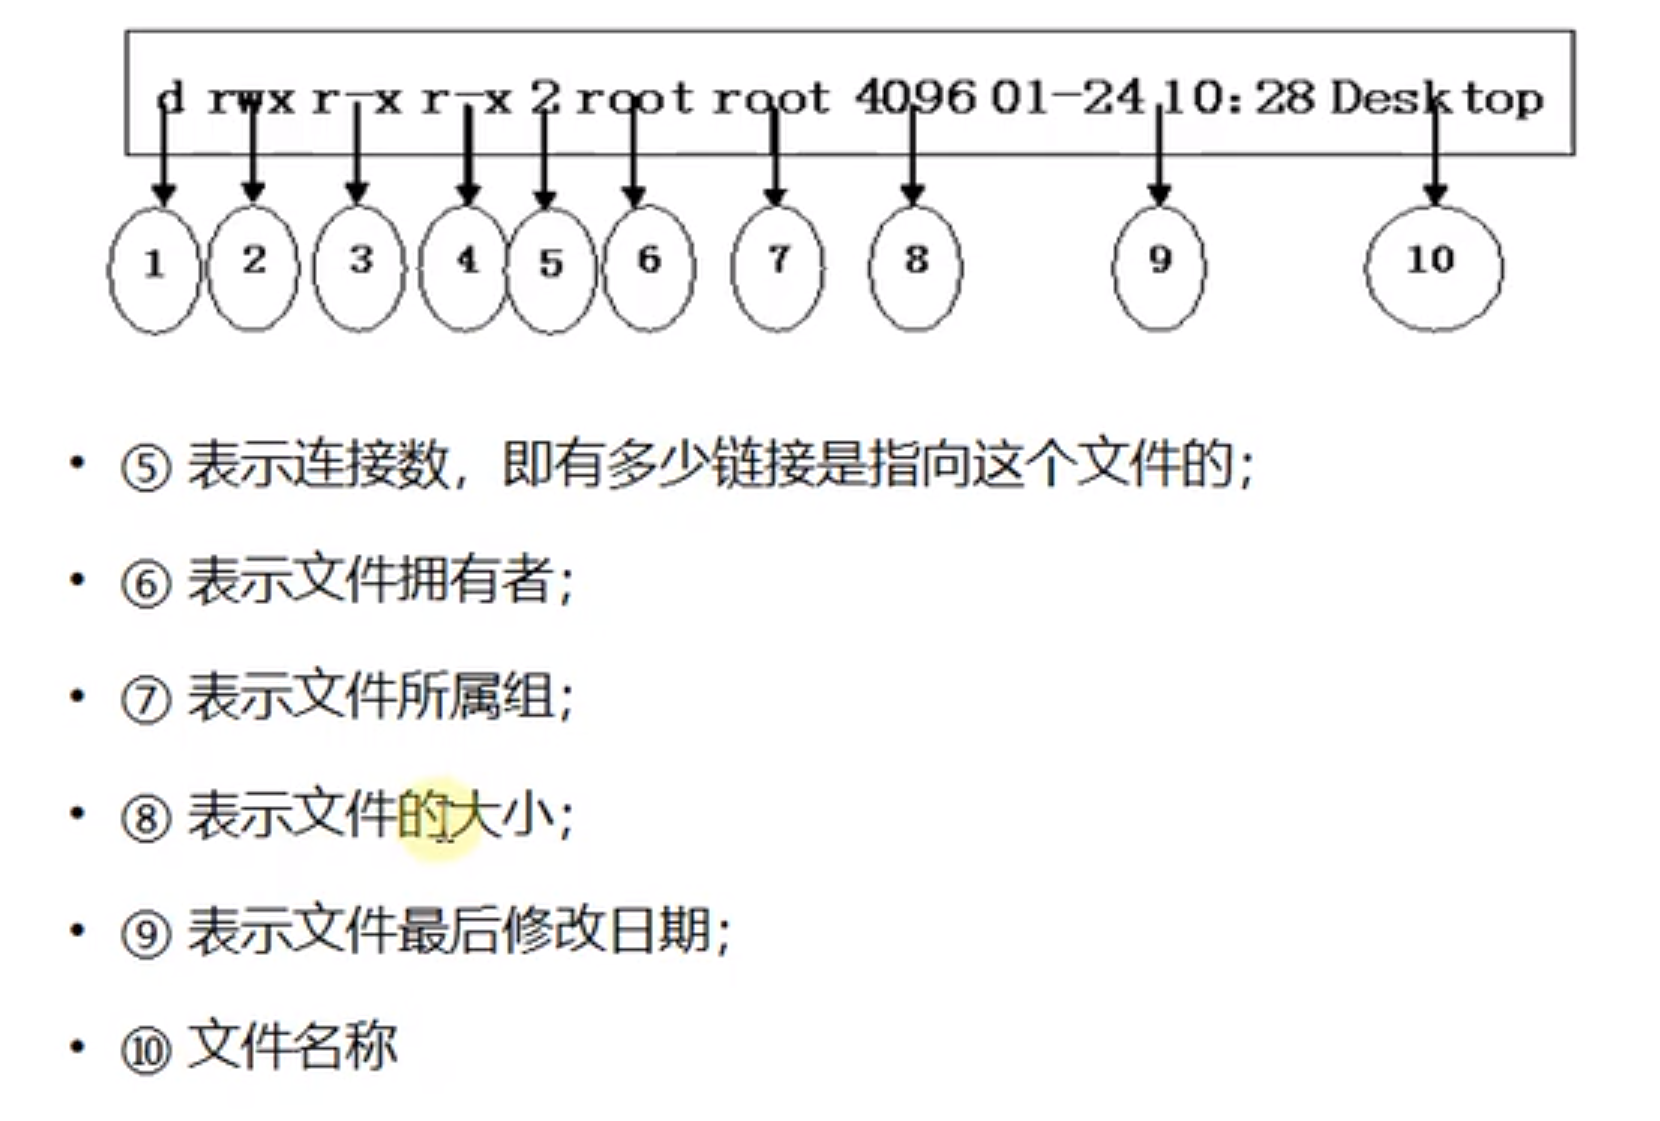 d rwx r-x r-x 2 root root 4096 01-24 10:28 Desktop
1 2 3 4 5 6 7 8 9 10
• ⑤ 表示连接数，即有多少链接是指向这个文件的；
• ⑥ 表示文件拥有者；
• ⑦ 表示文件所属组；
• ⑧ 表示文件的大小；
• ⑨ 表示文件最后修改日期；
• ⑩ 文件名称